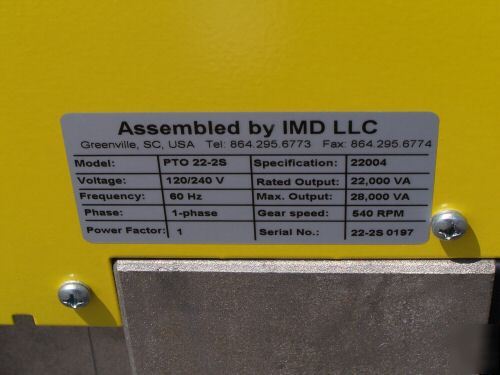 Assembled by IMD LLC
Greenville, SC, USA Tel: 864.295.6773 Fax: 864.295.6774
Model: PTO 22-2S Specification: 22004
Voltage: 120/240 V Rated Output: 22,000 VA
Frequency: 60 Hz Max. Output: 28,000 VA
Phase: 1-phase Gear speed: 540 RPM
Power Factor: 1 Serial No.: 22-2S 0197